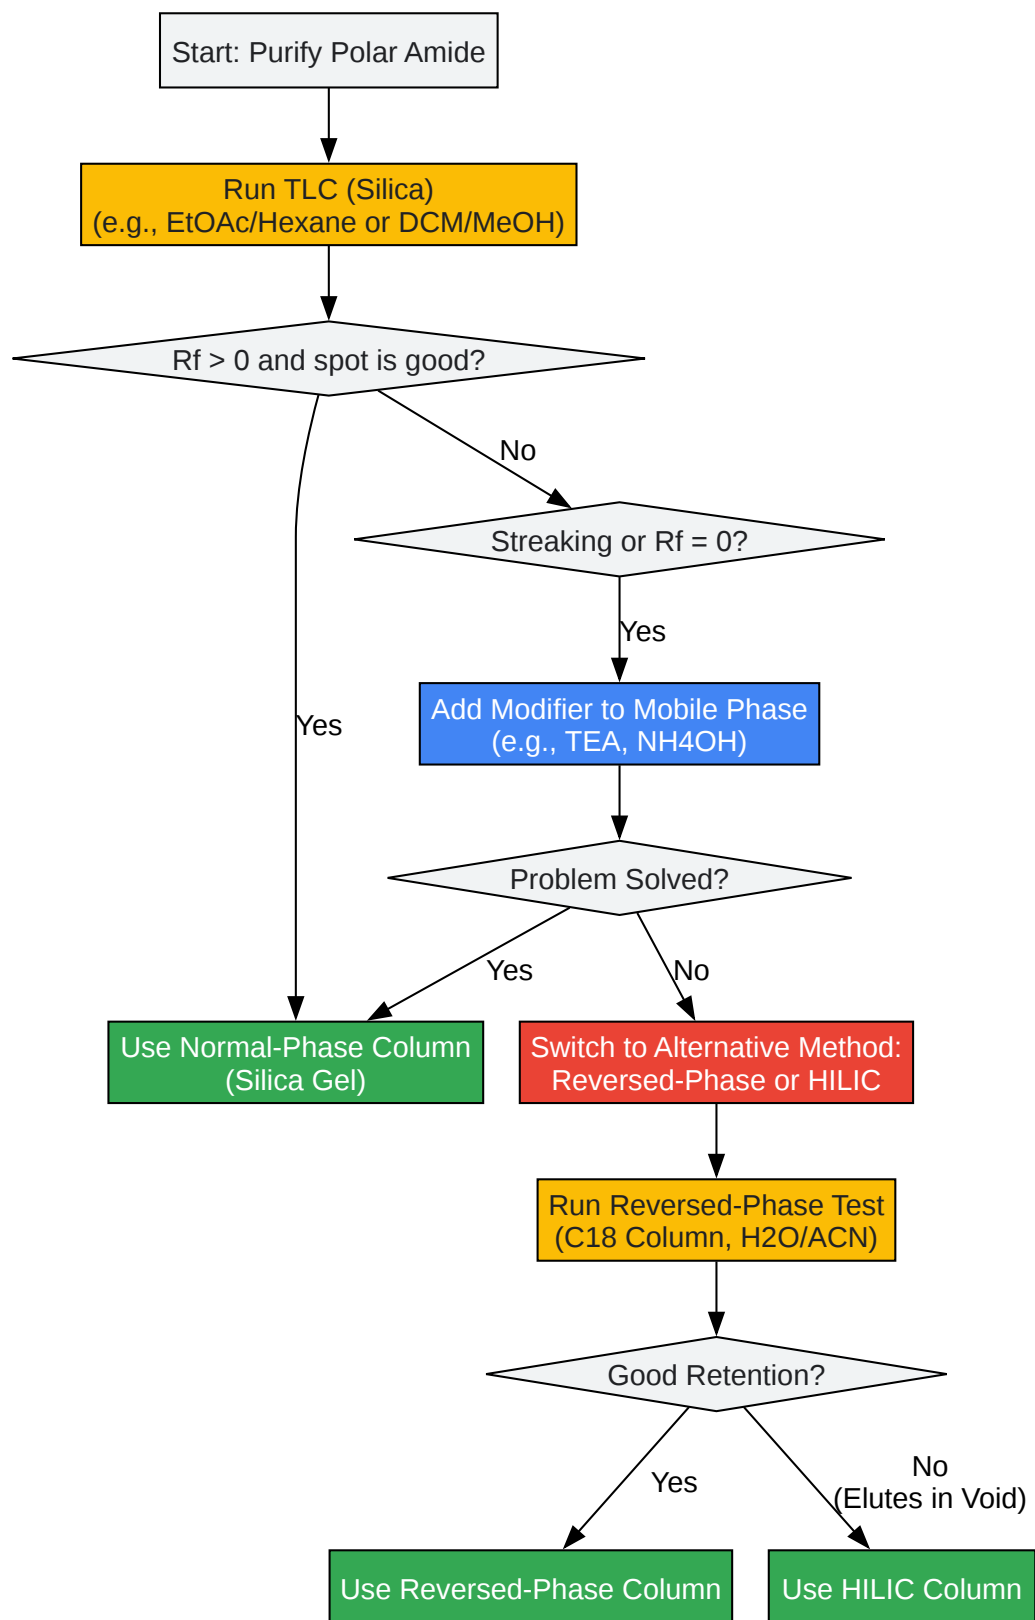 Start: Purify Polar Amide
Run TLC (Silica)
(e.g., EtOAc/Hexane or DCM/MeOH)
Rf > 0 and spot is good?
No
Streaking or Rf = 0?
Yes
Yes
Add Modifier to Mobile Phase
(e.g., TEA, NH4OH)
Problem Solved?
Yes
No
Use Normal-Phase Column
(Silica Gel)
Switch to Alternative Method:
Reversed-Phase or HILIC
Run Reversed-Phase Test
(C18 Column, H2O/ACN)
Good Retention?
Yes
No
(Elutes in Void)
Use Reversed-Phase Column
Use HILIC Column